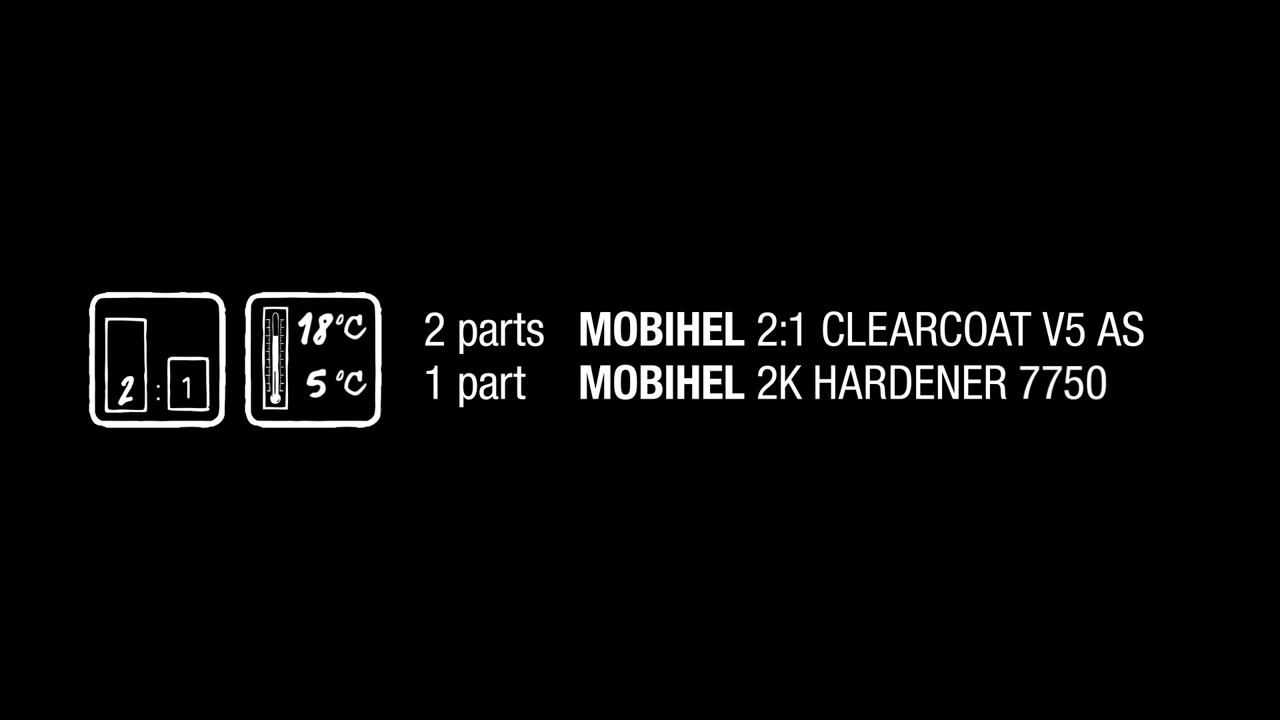 2 : 1
18°C
5°C
2 parts MOBIHEL 2:1 CLEARCOAT V5 AS
1 part MOBIHEL 2K HARDENER 7750